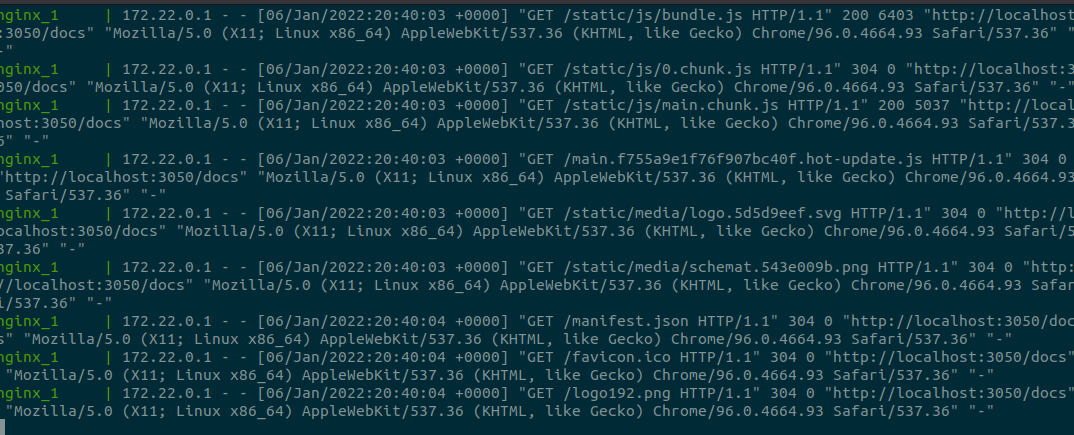 nginx_1     | 172.22.0.1 - - [06/Jan/2022:20:40:03 +0000] "GET /static/js/bundle.js HTTP/1.1" 200 6403 "http://localhost
:3050/docs" "Mozilla/5.0 (X11; Linux x86_64) AppleWebKit/537.36 (KHTML, like Gecko) Chrome/96.0.4664.93 Safari/537.36" "
-"
nginx_1     | 172.22.0.1 - - [06/Jan/2022:20:40:03 +0000] "GET /static/js/0.chunk.js HTTP/1.1" 304 0 "http://localhost:3
050/docs" "Mozilla/5.0 (X11; Linux x86_64) AppleWebKit/537.36 (KHTML, like Gecko) Chrome/96.0.4664.93 Safari/537.36" "-"
nginx_1     | 172.22.0.1 - - [06/Jan/2022:20:40:03 +0000] "GET /static/js/main.chunk.js HTTP/1.1" 200 5037 "http://local
host:3050/docs" "Mozilla/5.0 (X11; Linux x86_64) AppleWebKit/537.36 (KHTML, like Gecko) Chrome/96.0.4664.93 Safari/537.3
6" "-"
nginx_1     | 172.22.0.1 - - [06/Jan/2022:20:40:03 +0000] "GET /main.f755a9e1f76f907bc40f.hot-update.js HTTP/1.1" 304 0
"http://localhost:3050/docs" "Mozilla/5.0 (X11; Linux x86_64) AppleWebKit/537.36 (KHTML, like Gecko) Chrome/96.0.4664.93
Safari/537.36" "-"
nginx_1     | 172.22.0.1 - - [06/Jan/2022:20:40:03 +0000] "GET /static/media/logo.5d5d9eef.svg HTTP/1.1" 304 0 "http://l
ocalhost:3050/docs" "Mozilla/5.0 (X11; Linux x86_64) AppleWebKit/537.36 (KHTML, like Gecko) Chrome/96.0.4664.93 Safari/5
37.36" "-"
nginx_1     | 172.22.0.1 - - [06/Jan/2022:20:40:03 +0000] "GET /static/media/schemat.543e009b.png HTTP/1.1" 304 0 "http:
//localhost:3050/docs" "Mozilla/5.0 (X11; Linux x86_64) AppleWebKit/537.36 (KHTML, like Gecko) Chrome/96.0.4664.93 Safar
i/537.36" "-"
nginx_1     | 172.22.0.1 - - [06/Jan/2022:20:40:04 +0000] "GET /manifest.json HTTP/1.1" 304 0 "http://localhost:3050/doc
s" "Mozilla/5.0 (X11; Linux x86_64) AppleWebKit/537.36 (KHTML, like Gecko) Chrome/96.0.4664.93 Safari/537.36" "-"
nginx_1     | 172.22.0.1 - - [06/Jan/2022:20:40:04 +0000] "GET /favicon.ico HTTP/1.1" 304 0 "http://localhost:3050/docs"
"Mozilla/5.0 (X11; Linux x86_64) AppleWebKit/537.36 (KHTML, like Gecko) Chrome/96.0.4664.93 Safari/537.36" "-"
nginx_1     | 172.22.0.1 - - [06/Jan/2022:20:40:04 +0000] "GET /logo192.png HTTP/1.1" 304 0 "http://localhost:3050/docs"
"Mozilla/5.0 (X11; Linux x86_64) AppleWebKit/537.36 (KHTML, like Gecko) Chrome/96.0.4664.93 Safari/537.36" "-"